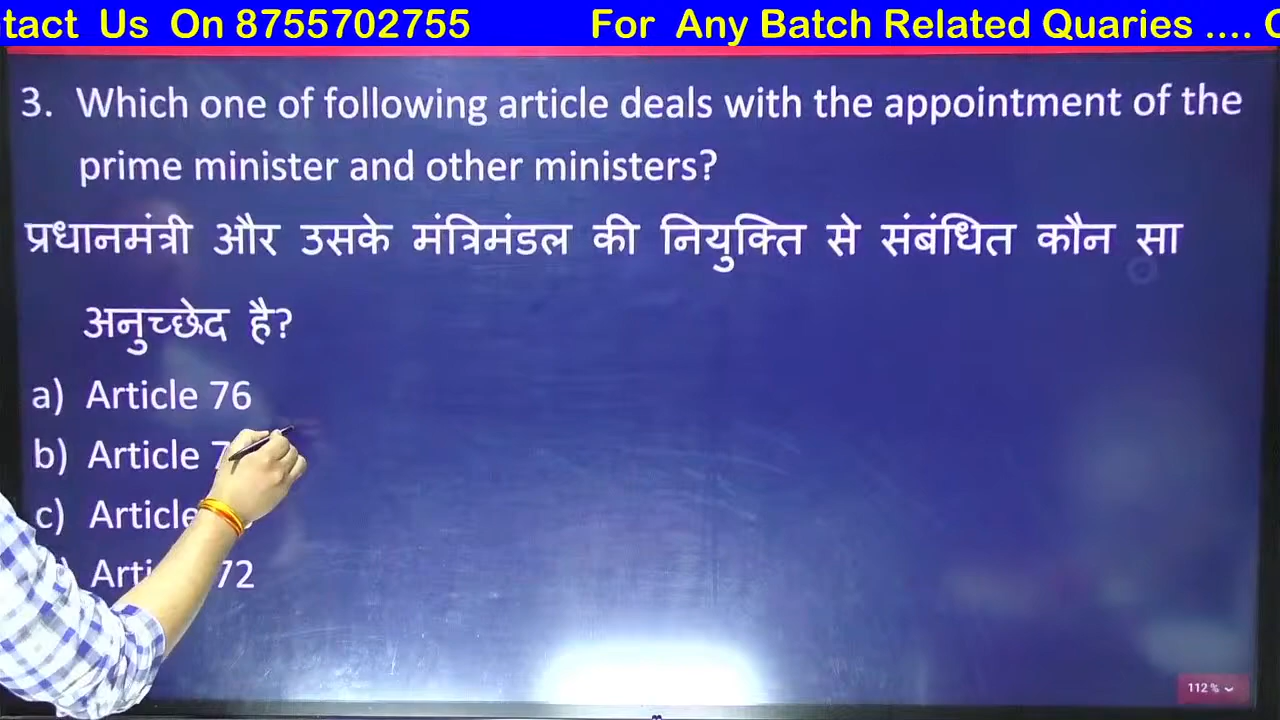 tact Us On 8755702755 For Any Batch Related Quaries .... C
3. Which one of following article deals with the appointment of the
prime minister and other ministers?
प्रधानमंत्री और उसके मंत्रिमंडल की नियुक्ति से संबंधित कौन सा
अनुच्छेद है?
a) Article 76
b) Article 7
c) Article
Arti 72
112 %